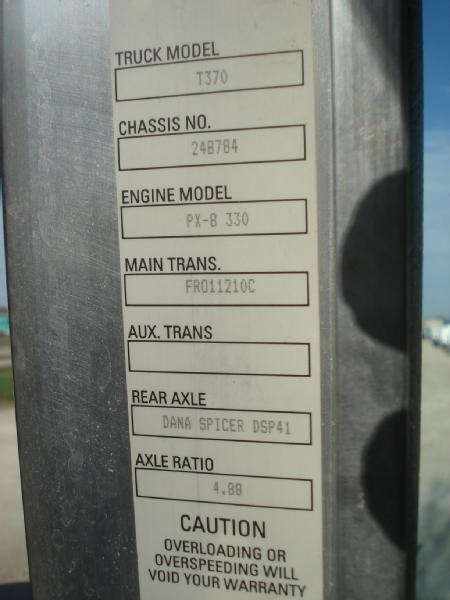 TRUCK MODEL
T370
CHASSIS NO.
248784
ENGINE MODEL
PX-8 330
MAIN TRANS.
FRO11210C
AUX. TRANS
REAR AXLE
DANA SPICER DSP41
AXLE RATIO
4.88
CAUTION
OVERLOADING OR
OVERSPEEDING WILL
VOID YOUR WARRANTY